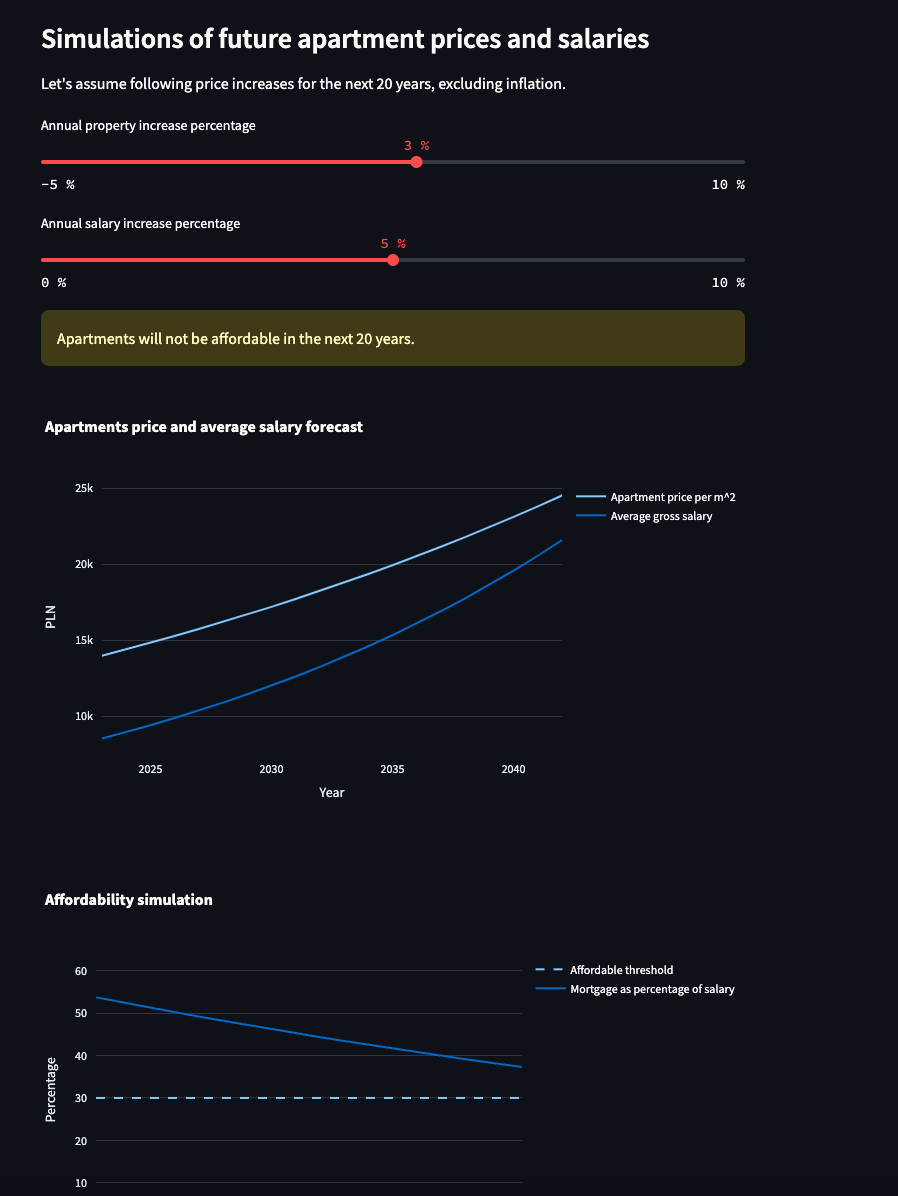 Simulations of future apartment prices and salaries
Let's assume following price increases for the next 20 years, excluding inflation.
Annual property increase percentage
3 %
-5 % 10 %
Annual salary increase percentage
5 %
0 % 10 %
Apartments will not be affordable in the next 20 years.
Apartments price and average salary forecast
25k
20k
15k
10k
PLN
2025 2030 2035 2040
Year
Apartment price per m^2
Average gross salary
Affordability simulation
60
50
40
30
20
10
Percentage
Affordable threshold
Mortgage as percentage of salary